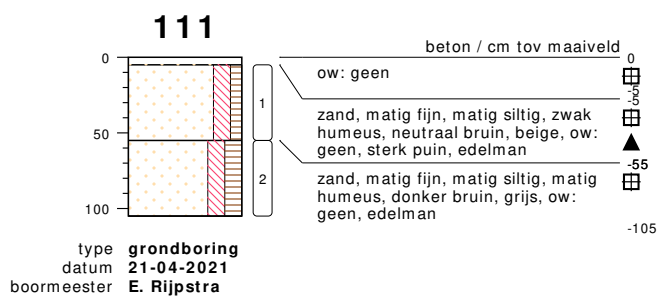 111
beton / cm tov maaiveld
0
0
ow: geen
-5
-5
1
zand, matig fijn, matig siltig, zwak
humeus, neutraal bruin, beige, ow:
geen, sterk puin, edelman
50
-55
2
zand, matig fijn, matig siltig, matig
humeus, donker bruin, grijs, ow:
geen, edelman
100
-105
type grondboring
datum 21-04-2021
boormeester E. Rijpstra